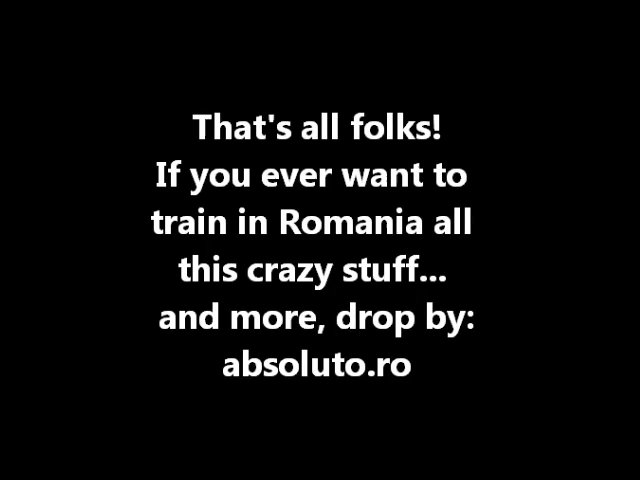 That's all folks!
If you ever want to
train in Romania all
this crazy stuff...
and more, drop by:
absoluto.ro